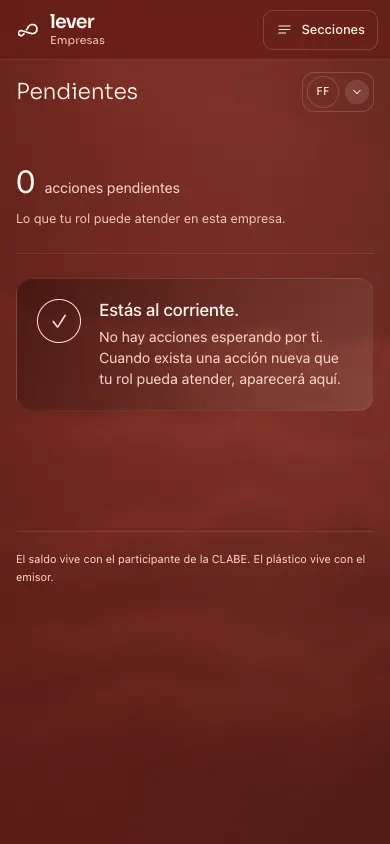 lever
Empresas
Secciones
Pendientes
FF
0 acciones pendientes
Lo que tu rol puede atender en esta empresa.
Estás al corriente.
No hay acciones esperando por ti.
Cuando exista una acción nueva que
tu rol pueda atender, aparecerá aquí.
El saldo vive con el participante de la CLABE. El plástico vive con el
emisor.